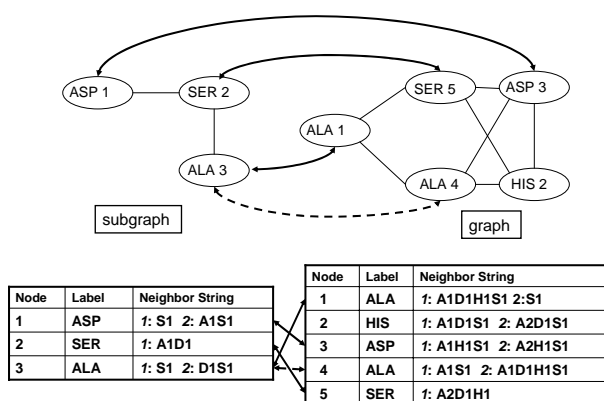 ASP 1
SER 2
SER 5
ASP 3
ALA 1
ALA 3
ALA 4
HIS 2
subgraph
graph
Node Label Neighbor String
1 ASP 1: S1 2: A1S1
2 SER 1: A1D1
3 ALA 1: S1 2: D1S1
Node Label Neighbor String
1 ALA 1: A1D1H1S1 2:S1
2 HIS 1: A1D1S1 2: A2D1S1
3 ASP 1: A1H1S1 2: A2H1S1
4 ALA 1: A1S1 2: A1D1H1S1
5 SER 1: A2D1H1